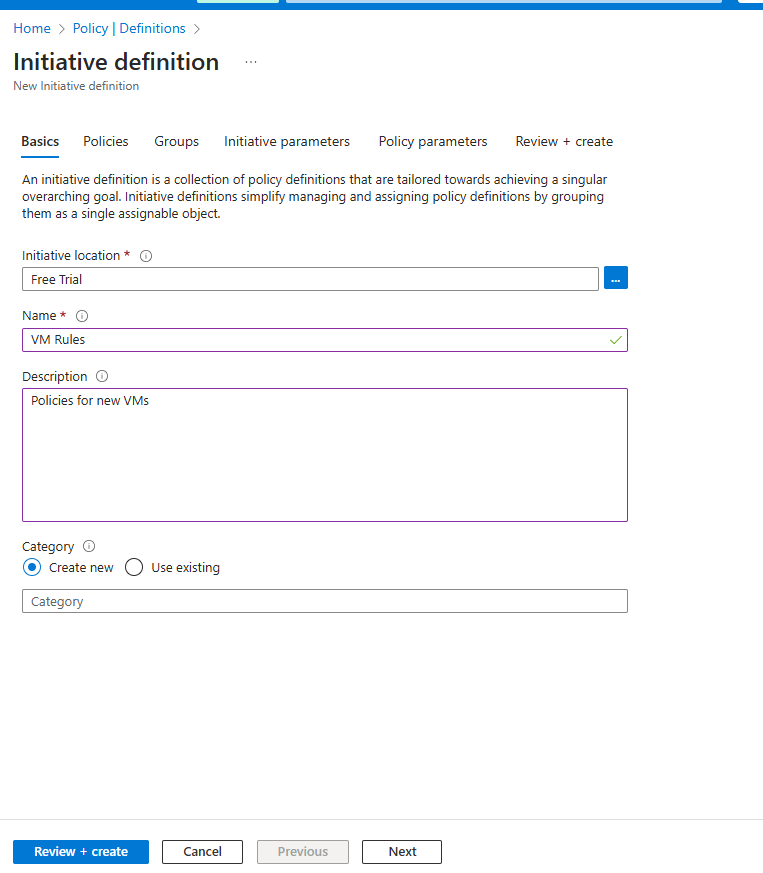 Home > Policy | Definitions >
Initiative definition ...
New Initiative definition
Basics Policies Groups Initiative parameters Policy parameters Review + create
An initiative definition is a collection of policy definitions that are tailored towards achieving a singular
overarching goal. Initiative definitions simplify managing and assigning policy definitions by grouping
them as a single assignable object.
Initiative location *
Free Trial
...
Name *
VM Rules
Description
Policies for new VMs
Category
Create new Use existing
Category
Review + create Cancel Previous Next